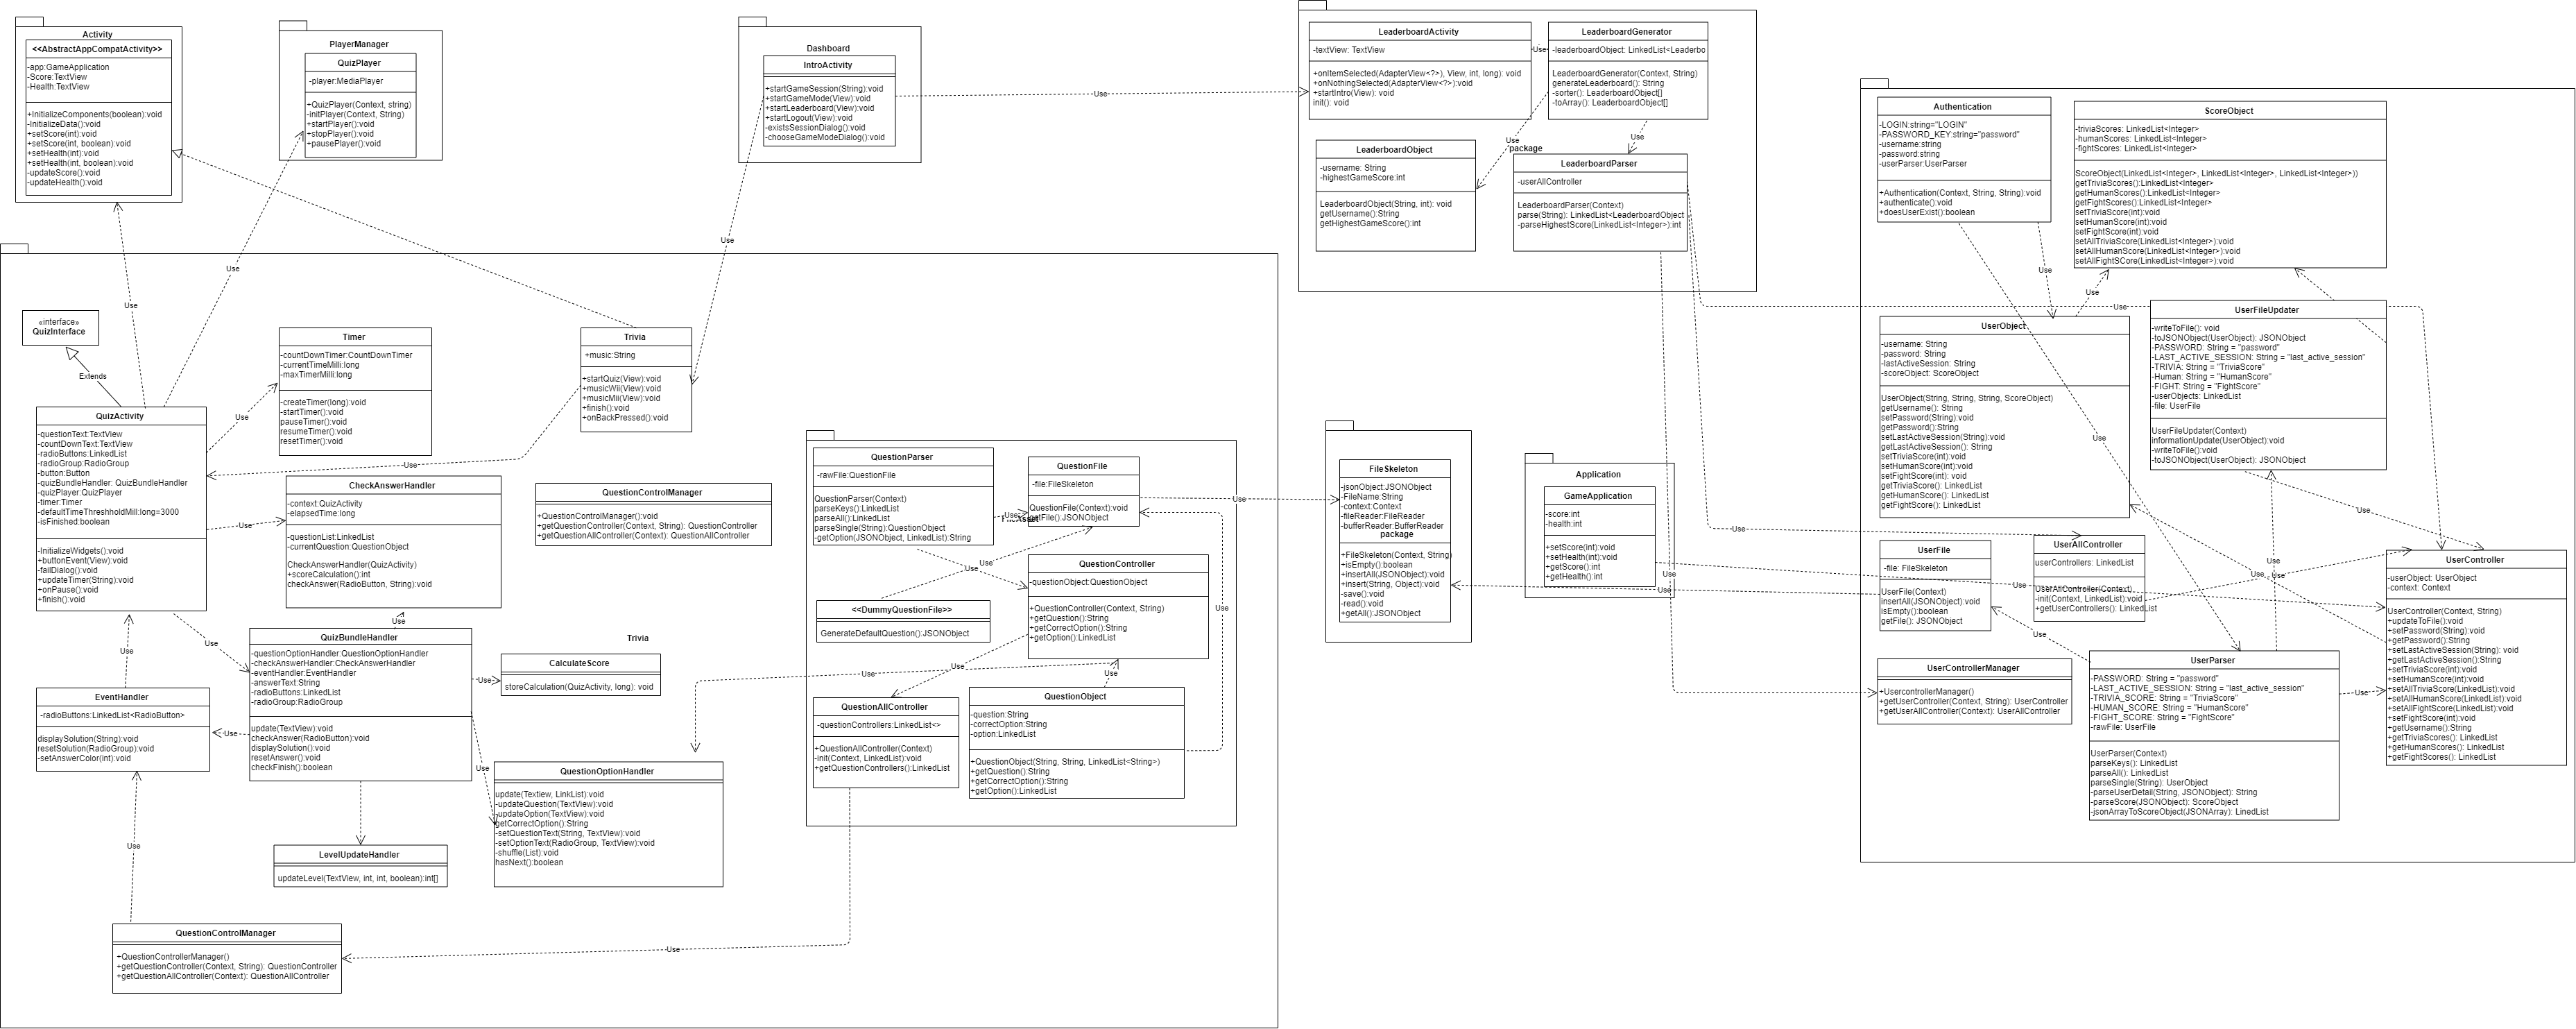 Activity
<<AbstractAppCompatActivity>>
-app:GameApplication
-Score:TextView
-Health:TextView
+InitializeComponents(boolean):void
-InitializeData():void
+setScore(int):void
+setScore(int, boolean):void
+setHealth(int):void
+setHealth(int, boolean):void
-updateScore():void
-updateHealth():void
PlayerManager
QuizPlayer
-player:MediaPlayer
+QuizPlayer(Context, string)
-initPlayer(Context, String)
+startPlayer():void
+stopPlayer():void
+pausePlayer():void
Dashboard
IntroActivity
+startGameSession(String):void
+startGameMode(View):void
+startLeaderboard(View):void
+startLogout(View):void
-existsSessionDialog():void
-chooseGameModeDialog():void
Use
Use
LeaderboardActivity
-textView: TextView
+onItemSelected(AdapterView<?>), View, int, long): void
+onNothingSelected(AdapterView<?>):void
+startIntro(View): void
init(): void
Use
LeaderboardGenerator
-leaderboardObject: LinkedList<Leaderbo
LeaderboardGenerator(Context, String)
generateLeaderboard(): String
-sorter(): LeaderboardObject[]
-toArray(): LeaderboardObject[]
Use
Use
package
LeaderboardObject
-username: String
-highestGameScore:int
LeaderboardObject(String, int): void
getUsername():String
getHighestGameScore():int
LeaderboardParser
-userAllController
LeaderboardParser(Context)
parse(String): LinkedList<LeaderboardObject
-parseHighestScore(LinkedList<Integer>):int
Authentication
-LOGIN:string="LOGIN"
-PASSWORD_KEY:string="password"
-username:string
-password:string
-userParser:UserParser
+Authentication(Context, String, String):void
+authenticate():void
+doesUserExist():boolean
ScoreObject
-triviaScores: LinkedList<Integer>
-humanScores: LinkedList<Integer>
-fightScores: LinkedList<Integer>
ScoreObject(LinkedList<Integer>, LinkedList<Integer>, LinkedList<Integer>))
getTriviaScores():LinkedList<Integer>
getHumanScores():LinkedList<Integer>
getFightScores():LinkedList<Integer>
setTriviaScore(int):void
setHumanScore(int):void
setFightScore(int):void
setAllTriviaScore(LinkedList<Integer>):void
setAllHumanScore(LinkedList<Integer>):void
setAllFightSCore(LinkedList<Integer>):void
Use
Use
Use
Use
Use
«interface»
QuizInterface
Extends
Timer
-countDownTimer:CountDownTimer
-currentTimeMilli:long
-maxTimerMilli:long
-createTimer(long):void
-startTimer():void
pauseTimer():void
resumeTimer():void
resetTimer():void
Use
Trivia
+music:String
+startQuiz(View):void
+musicWii(View):void
+musicMii(View):void
+finish():void
+onBackPressed():void
Use
QuizActivity
-questionText:TextView
-countDownText:TextView
-radioButtons:LinkedList
-radioGroup:RadioGroup
-button:Button
-quizBundleHandler: QuizBundleHandler
-quizPlayer:QuizPlayer
-timer:Timer
-defaultTimeThreshholdMill:long=3000
-isFinished:boolean
-InitializeWidgets():void
+buttonEvent(View):void
-failDialog():void
+updateTimer(String):void
+onPause():void
+finish():void
CheckAnswerHandler
-context:QuizActivity
-elapsedTime:long
-questionList:LinkedList
-currentQuestion:QuestionObject
CheckAnswerHandler(QuizActivity)
+scoreCalculation():int
checkAnswer(RadioButton, String):void
Use
QuestionControlManager
+QuestionControlManager():void
+getQuestionController(Context, String): QuestionController
+getQuestionAllController(Context): QuestionAllController
Use
Use
Use
Use
QuizBundleHandler
-questionOptionHandler:QuestionOptionHandler
-checkAnswerHandler:CheckAnswerHandler
-eventHandler:EventHandler
-answerText:String
-radioButtons:LinkedList
-radioGroup:RadioGroup
update(TextView):void
checkAnswer(RadioButton):void
displaySolution():void
resetAnswer():void
checkFinish():boolean
Trivia
CalculateScore
storeCalculation(QuizActivity, long): void
Use
Use
Use
EventHandler
-radioButtons:LinkedList<RadioButton>
displaySolution(String):void
resetSolution(RadioGroup):void
-setAnswerColor(int):void
QuestionOptionHandler
update(Textiew, LinkList):void
-updateQuestion(TextView):void
-updateOption(TextView):void
getCorrectOption():String
-setQuestionText(String, TextView):void
-setOptionText(RadioGroup, TextView):void
-shuffle(List):void
hasNext():boolean
LevelUpdateHandler
updateLevel(TextView, int, int, boolean):int[]
Use
QuestionControlManager
+QuestionControllerManager()
+getQuestionController(Context, String): QuestionController
+getQuestionAllController(Context): QuestionAllController
Use
QuestionParser
-rawFile:QuestionFile
QuestionParser(Context)
parseKeys():LinkedList
parseAll():LinkedList
parseSingle(String):QuestionObject
-getOption(JSONObject, LinkedList):String
Use
QuestionFile
-file:FileSkeleton
QuestionFile(Context):void
getFile():JSONObject
Use
Use
Use
<<DummyQuestionFile>>
GenerateDefaultQuestion():JSONObject
QuestionController
-questionObject:QuestionObject
+QuestionController(Context, String)
+getQuestion():String
+getCorrectOption():String
+getOption():LinkedList
Use
Use
Use
Use
QuestionAllController
-questionControllers:LinkedList<>
+QuestionAllController(Context)
-init(Context, LinkedList):void
+getQuestionControllers():LinkedList
QuestionObject
-question:String
-correctOption:String
-option:LinkedList
+QuestionObject(String, String, LinkedList<String>)
+getQuestion():String
+getCorrectOption():String
+getOption():LinkedList
FileSkeleton
-jsonObject:JSONObject
-FileName:String
-context:Context
-fileReader:FileReader
-bufferReader:BufferReader
package
+FileSkeleton(Context, String)
+isEmpty():boolean
+insertAll(JSONObject):void
+insert(String, Object):void
-save():void
-read():void
+getAll():JSONObject
Application
GameApplication
-score:int
-health:int
+setScore(int):void
+setHealth(int):void
+getScore():int
+getHealth():int
Use
Use
Use
UserObject
-username: String
-password: String
-lastActiveSession: String
-scoreObject: ScoreObject
UserObject(String, String, String, ScoreObject)
getUsername(): String
setPassword(String):void
getPassword():String
setLastActiveSession(String):void
getLastActiveSession(): String
setTriviaScore(int):void
setHumanScore(int):void
setFightScore(int):void
getTriviaScore(): LinkedList
getHumanScore(): LinkedList
getFightScore(): LinkedList
UserFileUpdater
-writeToFile(): void
-toJSONObject(UserObject): JSONObject
-PASSWORD: String = "password"
-LAST_ACTIVE_SESSION: String = "last_active_session"
-TRIVIA: String = "TriviaScore"
-Human: String = "HumanScore"
-FIGHT: String = "FightScore"
-userObjects: LinkedList
-file: UserFile
UserFileUpdater(Context)
informationUpdate(UserObject):void
-writeToFile():void
-toJSONObject(UserObject): JSONObject
Use
Use
UserFile
-file: FileSkeleton
UserFile(Context)
insertAll(JSONObject):void
isEmpty():boolean
getFile(): JSONObject
UserAllController
userControllers: LinkedList
UserAllController(Context)
-init(Context, LinkedList):void
+getUserControllers(): LinkedList
Use
Use
Use
Use
UserController
-userObject: UserObject
-context: Context
UserController(Context, String)
+updateToFile():void
+setPassword(String):void
+getPassword():String
+setLastActiveSession(String): void
+getLastActiveSession():String
+setTriviaScore(int):void
+setHumanScore(int):void
+setAllTriviaScore(LinkedList):void
+setAllHumanScore(LinkedList):void
+setAllFightScore(LinkedList):void
+setFightScore(int):void
+getUsername():String
+getTriviaScores(): LinkedList
+getHumanScores(): LinkedList
+getFightScores(): LinkedList
UserControllerManager
+UsercontrollerManager()
+getUserController(Context, String): UserController
+getUserAllController(Context): UserAllController
UserParser
-PASSWORD: String = "password"
-LAST_ACTIVE_SESSION: String = "last_active_session"
-TRIVIA_SCORE: String = "TriviaScore"
-HUMAN_SCORE: String = "HumanScore"
-FIGHT_SCORE: String = "FightScore"
-rawFile: UserFile
UserParser(Context)
parseKeys(): LinkedList
parseAll(): LinkedList
parseSingle(String): UserObject
-parseUserDetail(String, JSONObject): String
-parseScore(JSONObject): ScoreObject
-jsonArrayToScoreObject(JSONArray): LinedList
Use